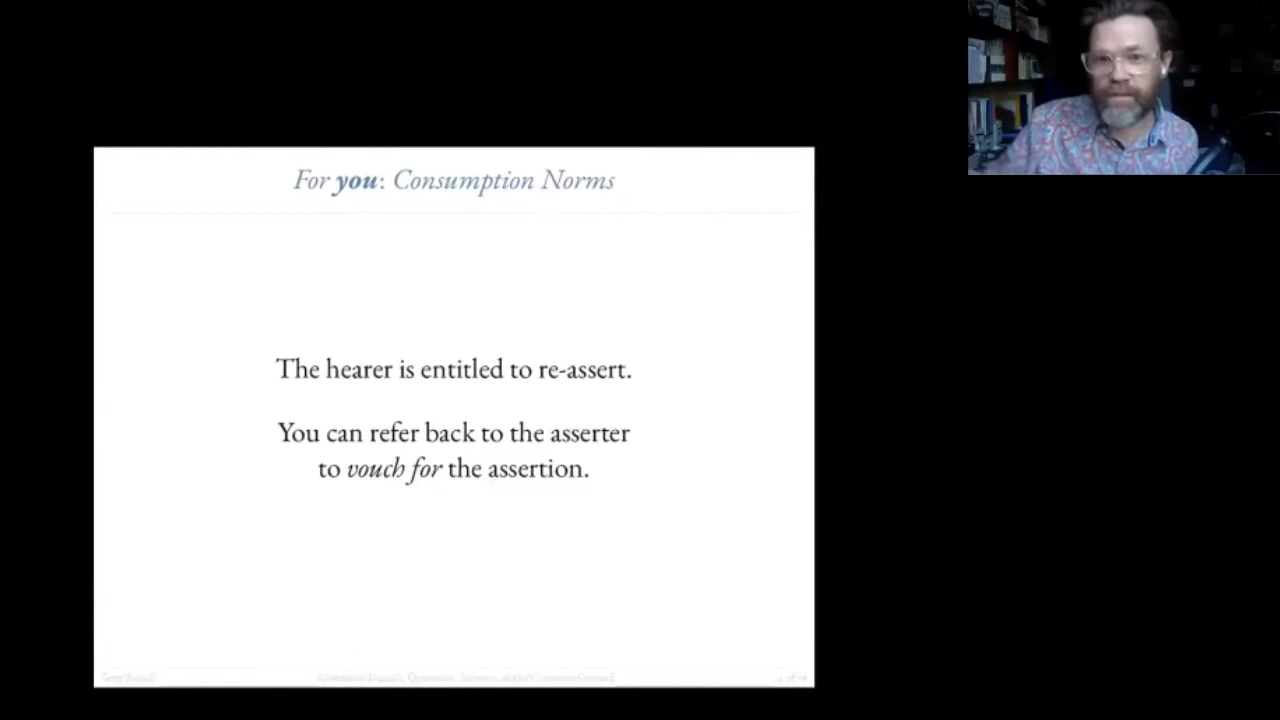 For you: Consumption Norms
The hearer is entitled to re-assert.
You can refer back to the asserter
to vouch for the assertion.